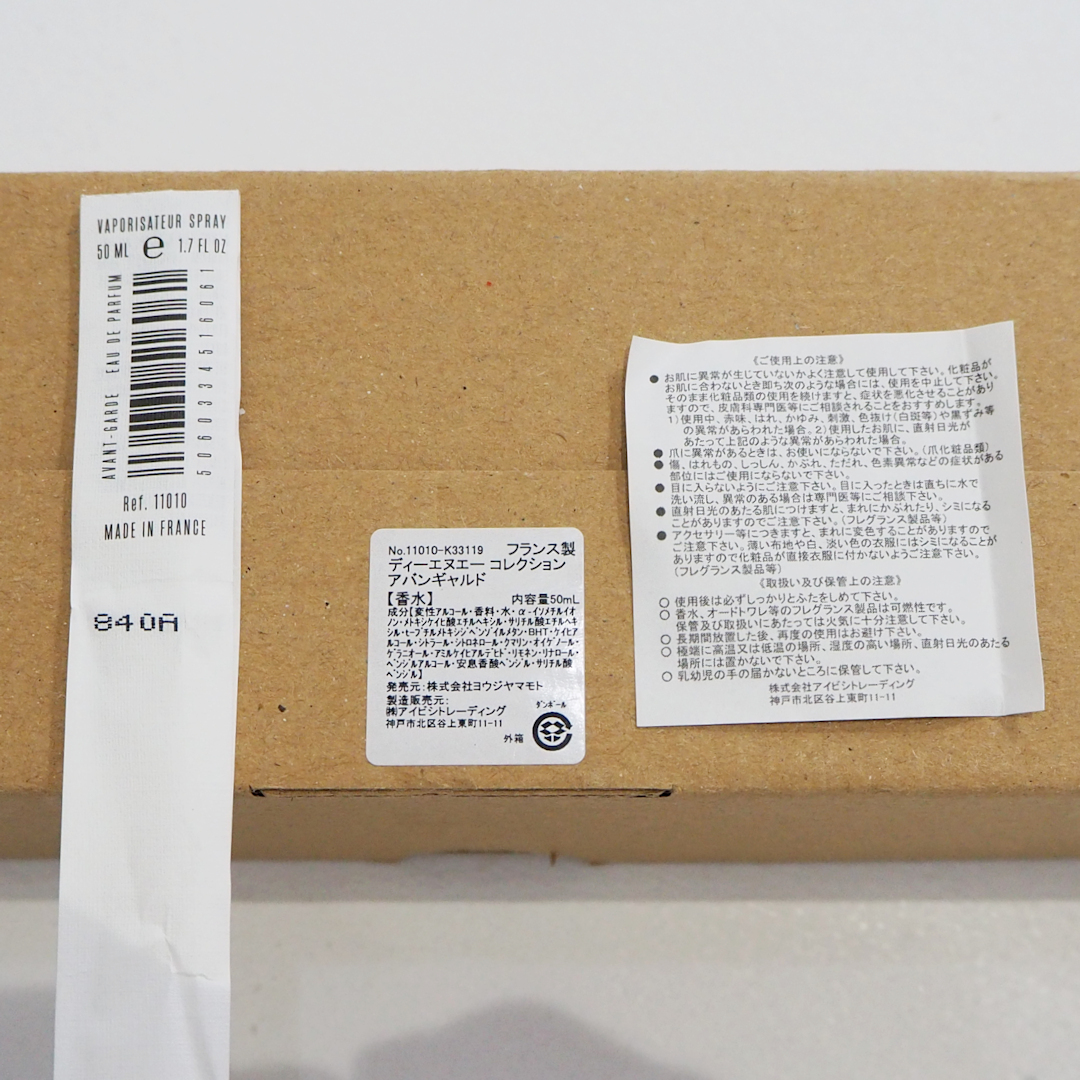 VAPORISATEUR SPRAY
50 ML e 1.7 FL OZ
AVANT-GARDE EAU DE PARFUM
5060334516061
Ref. 11010
MADE IN FRANCE
840A
No.11010-K33119 フランス製
ディーエヌエー コレクション
アバンギャルド
【香水】 内容量50mL
成分【変性アルコール・香料・水・α-イソメチルイオ
ノン・メトキシケイヒ酸エチルヘキシル・サリチル酸エチルヘキ
シル・t-ブチルメトキシジベンゾイルメタン・BHT・ケイヒア
ルコール・シトラール・シトロネロール・クマリン・オイゲノール・
ゲラニオール・アミルケイヒアルデヒド・リモネン・リナロール・
ベンジルアルコール・安息香酸ベンジル・サリチル酸
ベンジル】
発売元:株式会社ヨウジヤマモト
製造販売元:
㈱アイビシトレーディング
神戸市北区谷上東町11-11
ダンボール
外箱
《ご使用上の注意》
●お肌に異常が生じていないかよく注意して使用して下さい。化粧品が
お肌に合わないとき即ち次のような場合には、使用を中止して下さい。
そのまま化粧品類の使用を続けますと、症状を悪化させることがあり
ますので、皮膚科専門医等にご相談されることをおすすめします。
1)使用中、赤味、はれ、かゆみ、刺激、色抜け(白斑等)や黒ずみ等
の異常があらわれた場合。2)使用したお肌に、直射日光が
あたって上記のような異常があらわれた場合。
●爪に異常があるときは、お使いにならないで下さい。(爪化粧品類)
●傷、はれもの、しっしん、かぶれ、ただれ、色素異常などの症状がある
部位にはご使用にならないで下さい。
●目に入らないようにご注意下さい。目に入ったときは直ちに水で
洗い流し、異常のある場合は専門医等にご相談下さい。
●直射日光のあたる肌につけますと、まれにかぶれたり、シミになる
ことがありますのでご注意下さい。(フレグランス製品等)
●アクセサリー等につきますと、まれに変色することがありますので
ご注意下さい。薄い布地や白、淡い色の衣服にはシミになることが
ありますので化粧品が直接衣服に付かないようご注意下さい。
(フレグランス製品等)
《取扱い及び保管上の注意》
○使用後は必ずしっかりとふたをしめて下さい。
○香水、オードトワレ等のフレグランス製品は可燃性です。
保管及び取扱いにあたっては火気に十分注意して下さい。
○長期間放置した後、再度の使用はお避け下さい。
○極端に高温又は低温の場所、湿度の高い場所、直射日光のあたる
場所には置かないで下さい。
○乳幼児の手の届かないところに保管して下さい。
株式会社アイビシトレーディング
神戸市北区谷上東町11-11